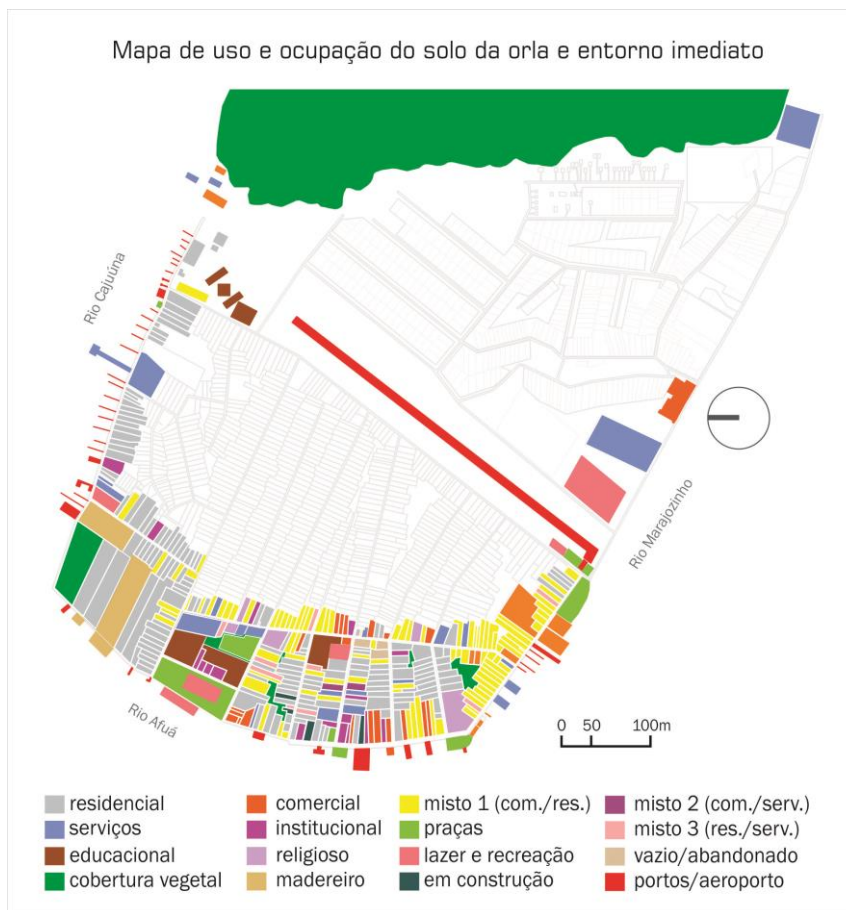 Mapa de uso e ocupação do solo da orla e entorno imediato
Rio Cajuúna
Rio Marajozinho
Rio Afuá
0 50 100m
residencial
serviços
educacional
cobertura vegetal
comercial
institucional
religioso
madereiro
misto 1 (com./res.)
praças
lazer e recreação
em construção
misto 2 (com./serv.)
misto 3 (res./serv.)
vazio/abandonado
portos/aeroporto